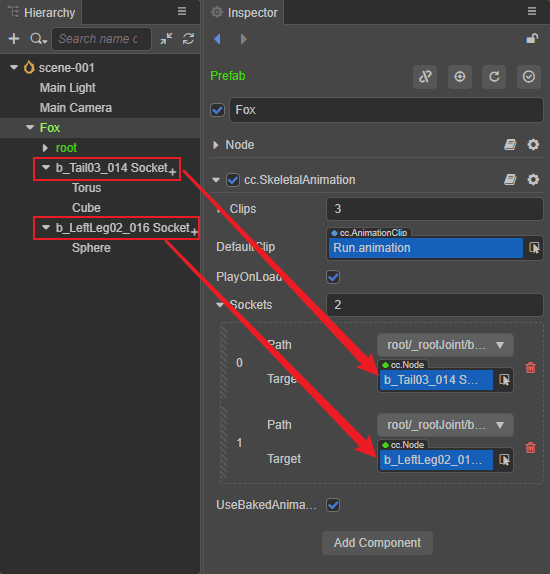 Hierarchy
Search name o
scene-001
Main Light
Main Camera
Fox
root
b_Tail03_014 Socket
Torus
Cube
b_LeftLeg02_016 Socket
Sphere
Inspector
Prefab
Fox
Node
cc.SkeletalAnimation
Clips 3
cc.AnimationClip
DefaultClip Run.animation
PlayOnLoad
Sockets 2
0
Path root/_rootJoint/b...
cc.Node
Target b_Tail03_014 S...
1
Path root/_rootJoint/b...
cc.Node
Target b_LeftLeg02_01...
UseBakedAnima...
Add Component